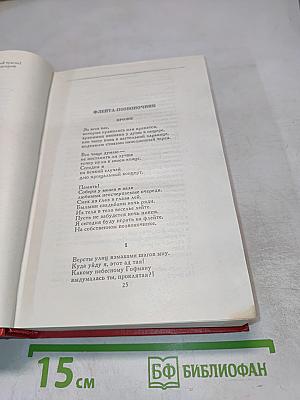 ФЛЕЙТА-ПОЗВОНОЧНИК
ПРОЛОГ
За всех вас,
которые нравились или нравятся,
хранимых иконами у души в пещере,
как чашу вина в застольной здравице,
подъемлю стихами наполненный череп.
Все чаще думаю —
не поставить ли лучше
точку пули в своем конце.
Сегодня я
на всякий случай
даю прощальный концерт.
Память!
Собери у мозга в зале
любимых неисчерпаемые очереди.
Смех из глаз в глаза лей.
Былыми свадьбами ночь ряди.
Из тела в тело веселье лейте.
Пусть не забудется ночь никем.
Я сегодня буду играть на флейте.
На собственном позвоночнике.
1
Версты улиц взмахами шагов мну.
Куда уйду я, этот ад тая!
Какому небесному Гофману
выдумалась ты, проклятая?!
25
15 см
БФ БИБЛИОФАН